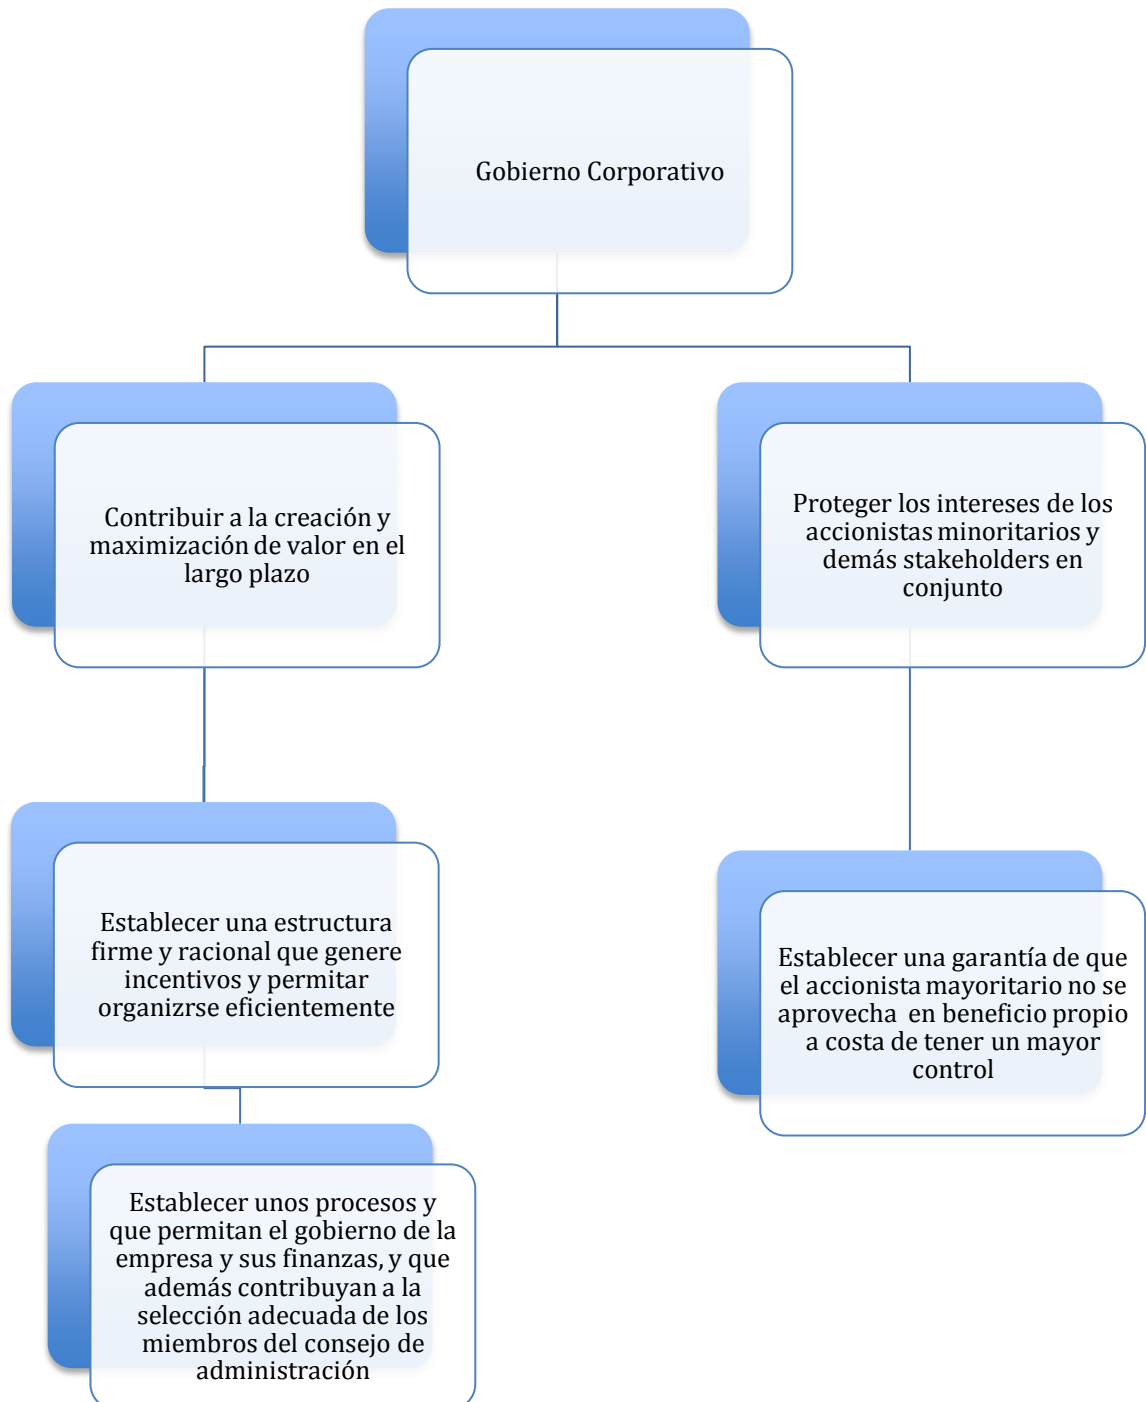 Gobierno Corporativo
Contribuir a la creación y
maximización de valor en el
largo plazo
Proteger los intereses de los
accionistas minoritarios y
demás stakeholders en
conjunto
Establecer una estructura
firme y racional que genere
incentivos y permitar
organizrse eficientemente
Establecer una garantía de que
el accionista mayoritario no se
aprovecha en beneficio propio
a costa de tener un mayor
control
Establecer unos procesos y
que permitan el gobierno de la
empresa y sus finanzas, y que
además contribuyan a la
selección adecuada de los
miembros del consejo de
administración